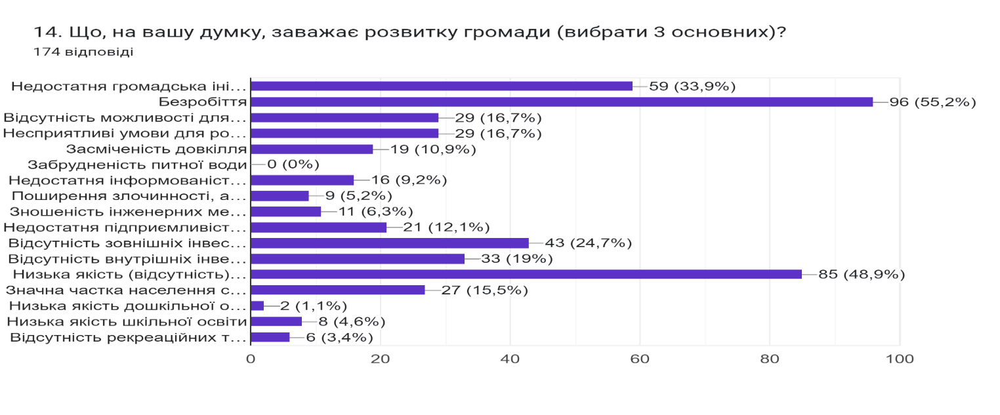 14. Що, на вашу думку, заважає розвитку громади (вибрати 3 основних)?
174 відповіді
Недостатня громадська іні… 59 (33,9%)
Безробіття 96 (55,2%)
Відсутність можливості для… 29 (16,7%)
Несприятливі умови для ро… 29 (16,7%)
Засміченість довкілля 19 (10,9%)
Забрудненість питної води 0 (0%)
Недостатня інформованіст… 16 (9,2%)
Поширення злочинності, а… 9 (5,2%)
Зношеність інженерних ме… 11 (6,3%)
Недостатня підприємливіст… 21 (12,1%)
Відсутність зовнішніх інвес… 43 (24,7%)
Відсутність внутрішніх інве… 33 (19%)
Низька якість (відсутність)… 85 (48,9%)
Значна частка населення с… 27 (15,5%)
Низька якість дошкільної о… 2 (1,1%)
Низька якість шкільної освіти 8 (4,6%)
Відсутність рекреаційних т… 6 (3,4%)
0 20 40 60 80 100